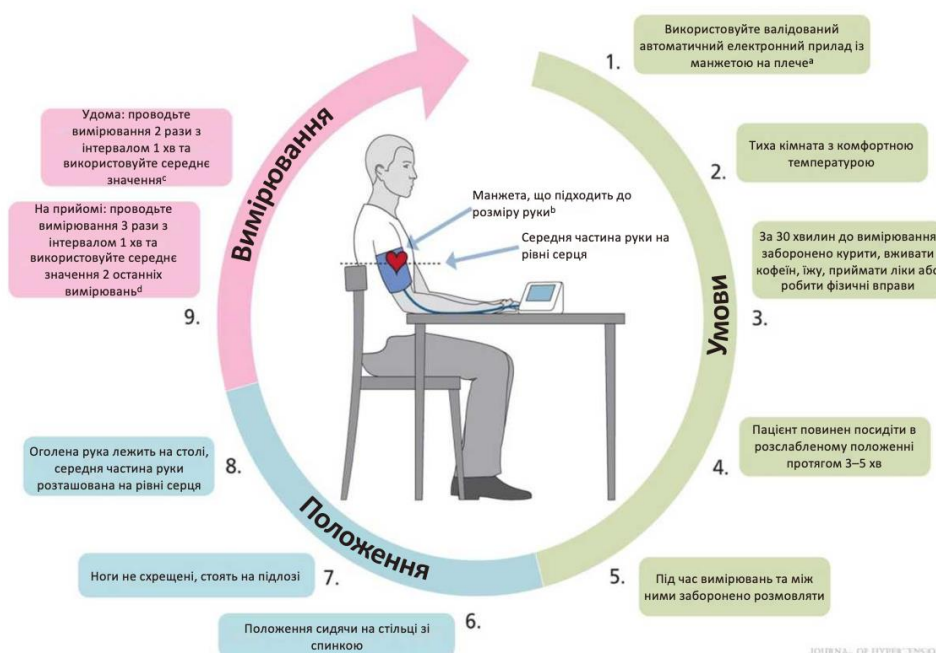 1.
Використовуйте валідований
автоматичний електронний прилад із
манжетою на плечеᵃ
2.
Тиха кімната з комфортною
температурою
3.
За 30 хвилин до вимірювання
заборонено курити, вживати
кофеїн, їжу, приймати ліки або
робити фізичні вправи
Умови
4.
Пацієнт повинен посидіти в
розслабленому положенні
протягом 3–5 хв
5.
Під час вимірювань та між
ними заборонено розмовляти
6.
Положення сидячи на стільці зі
спинкою
7.
Ноги не схрещені, стоять на підлозі
Положення
8.
Оголена рука лежить на столі,
середня частина руки
розташована на рівні серця
9.
Удома: проводьте
вимірювання 2 рази з
інтервалом 1 хв та
використовуйте середнє
значенняᶜ
На прийомі: проводьте
вимірювання 3 рази з
інтервалом 1 хв та
використовуйте середнє
значення 2 останніх
вимірюваньᵈ
Вимірювання
Манжета, що підходить до
розміру рукиᵇ
Середня частина руки на
рівні серця